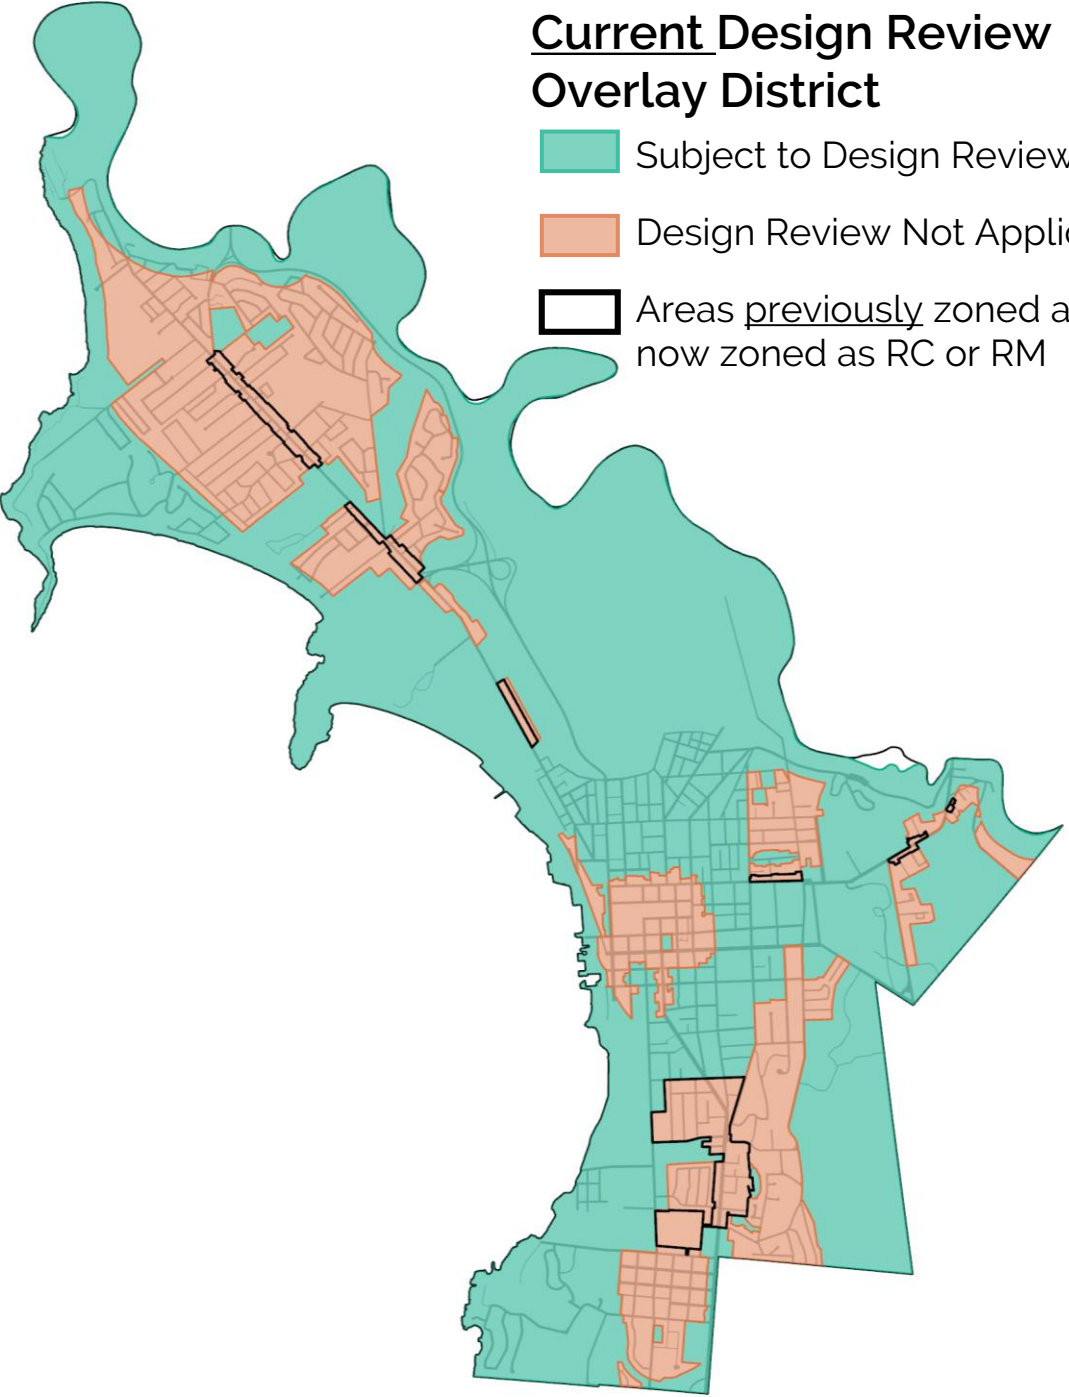 Current Design Review
Overlay District
Subject to Design Review
Design Review Not
Areas previously zoned
now zoned as RC or RM